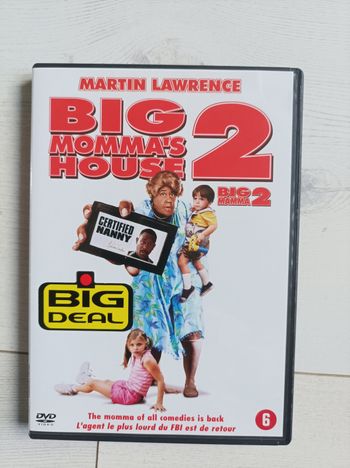 MARTIN LAWRENCE
BIG
MOMMA'S
HOUSE 2
BIG
MAMMA 2
CERTIFIED
NANNY
BIG
DEAL
The momma of all comedies is back
L'agent le plus lourd du FBI est de retour
DVD
VIDEO
6